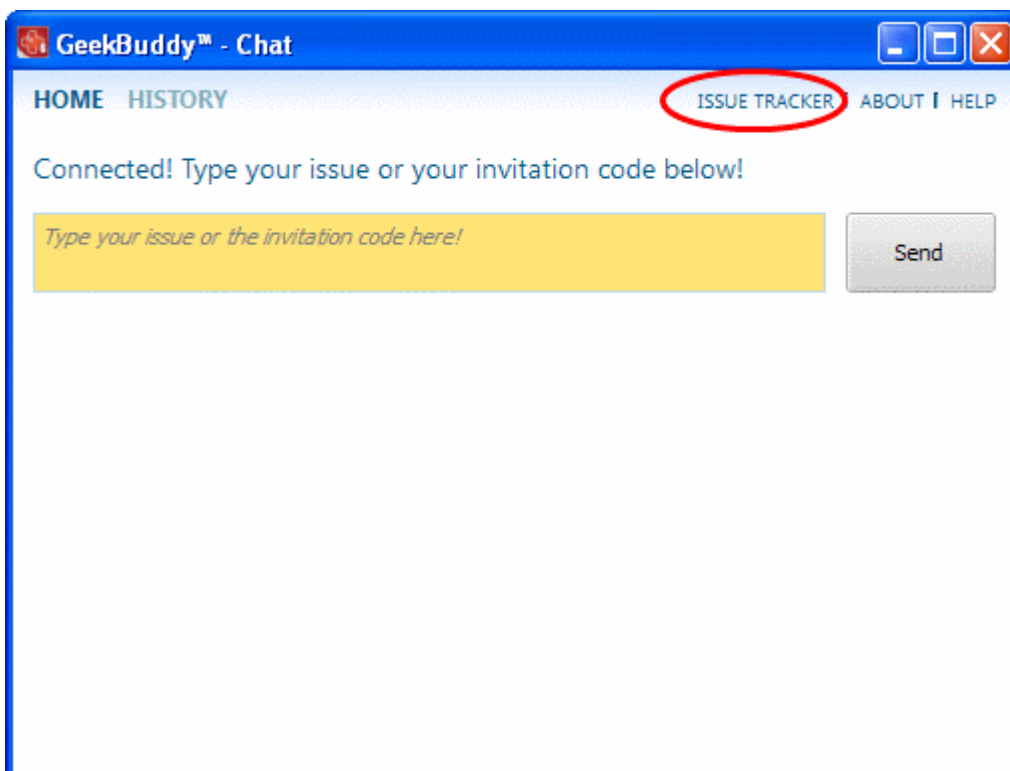 GeekBuddy™ - Chat
HOME HISTORY ISSUE TRACKER | ABOUT | HELP
Connected! Type your issue or your invitation code below!
Type your issue or the invitation code here!
Send